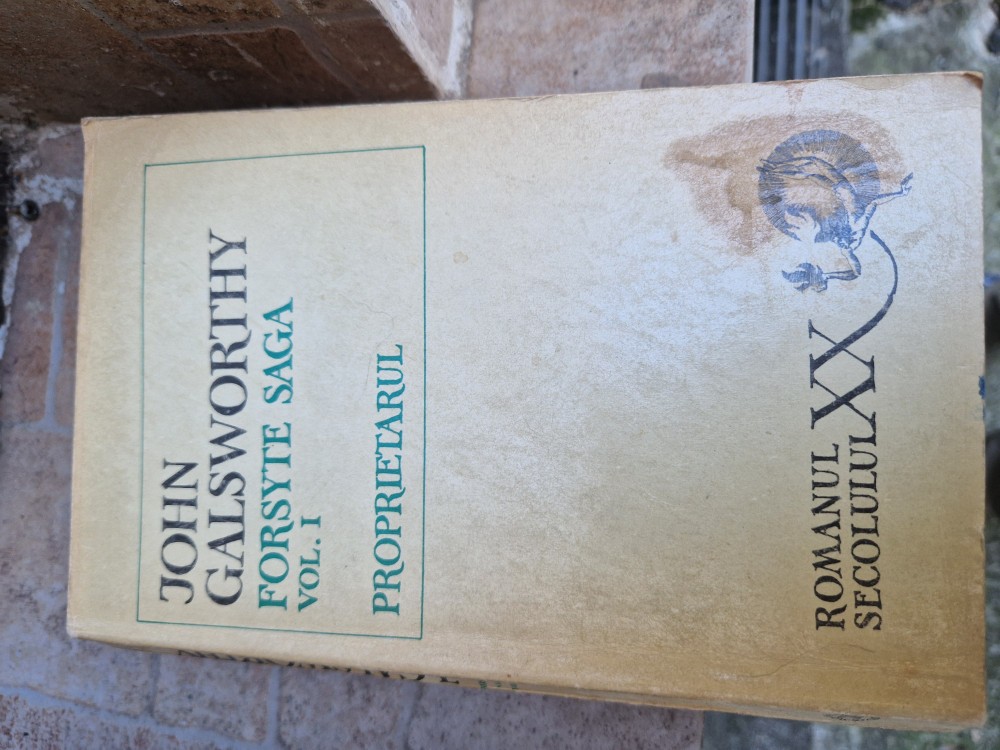 JOHN
GALSWORTHY
FORSYTE SAGA
VOL. I
PROPRIETARUL
ROMANUL
SECOLULUI XX